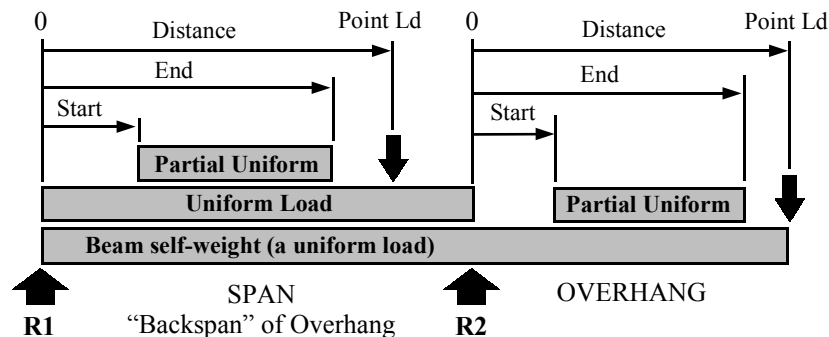 0
Distance
Point Ld
0
Distance
Point Ld
End
End
Start
Start
Partial Uniform
Uniform Load
Partial Uniform
Beam self-weight (a uniform load)
SPAN
OVERHANG
R1
“Backspan” of Overhang
R2